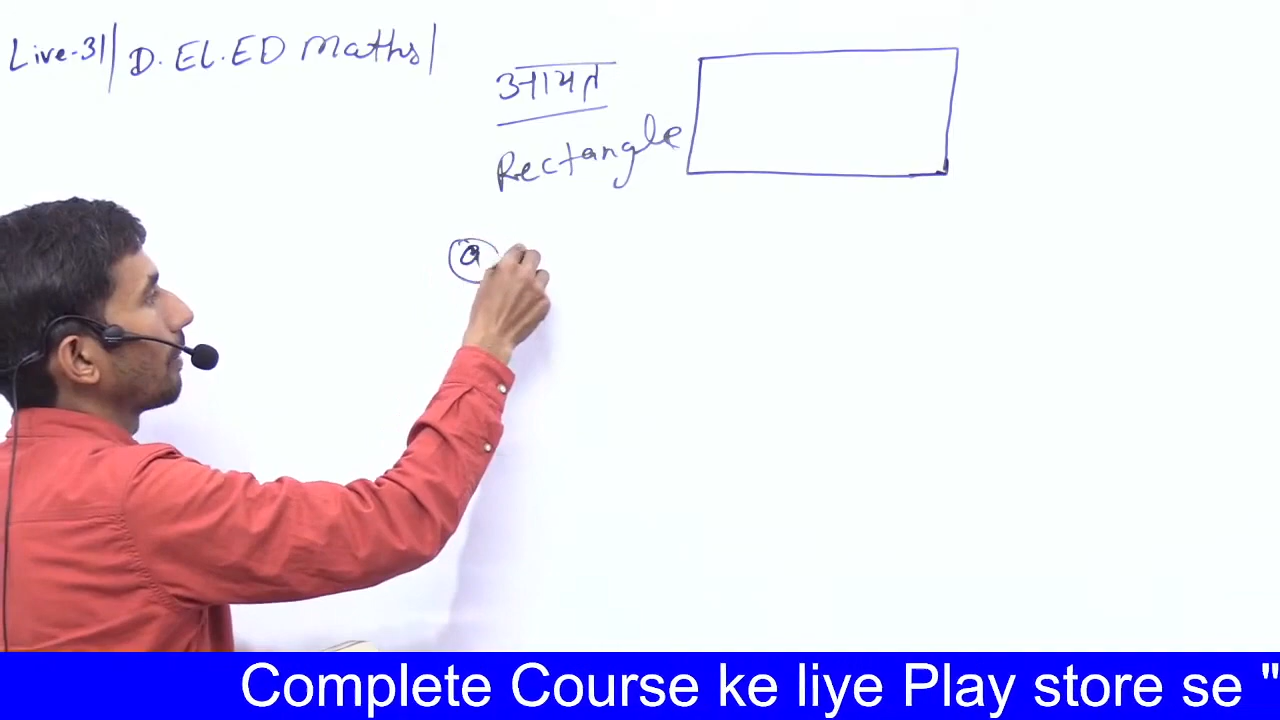 Live-31| D.EL.ED Maths|
आयत
Rectangle
a
Complete Course ke liye Play store se "